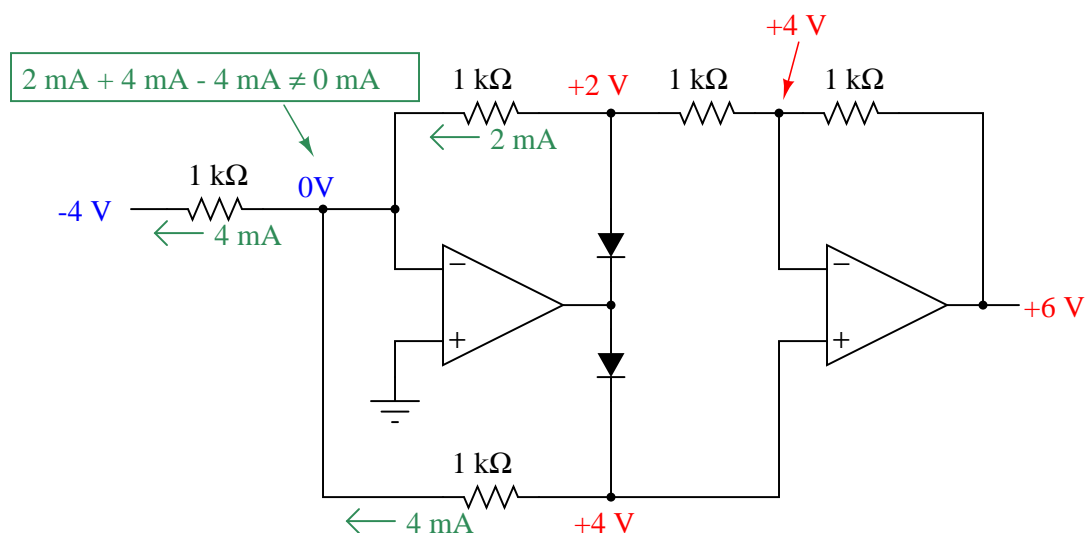 +4 V
2 mA + 4 mA - 4 mA ≠ 0 mA
1 kΩ
+2 V
1 kΩ
1 kΩ
2 mA
1 kΩ
0V
-4 V
4 mA
−
−
+6 V
+
+
1 kΩ
4 mA
+4 V